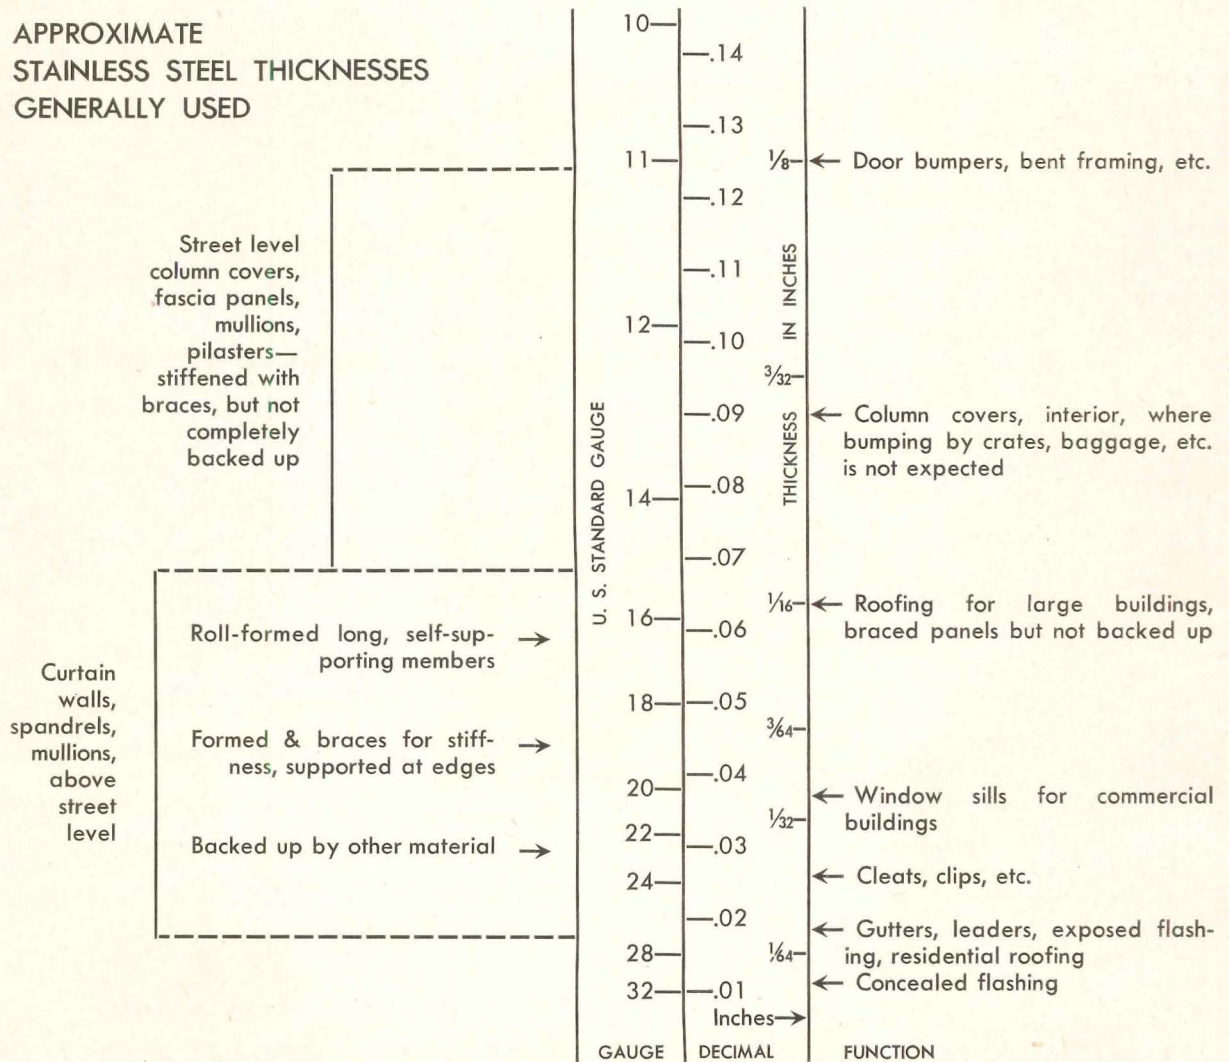 APPROXIMATE
STAINLESS STEEL THICKNESSES
GENERALLY USED
Street level
column covers,
fascia panels,
mullions,
pilasters—
stiffened with
braces, but not
completely
backed up
Curtain
walls,
spandrels,
mullions,
above
street
level
Roll-formed long, self-sup-
porting members
Formed & braces for stiff-
ness, supported at edges
Backed up by other material
U. S. STANDARD GAUGE
10
11
12
14
16
18
20
22
24
28
32
GAUGE
.14
.13
.12
.11
.10
.09
.08
.07
.06
.05
.04
.03
.02
.01
Inches
DECIMAL
THICKNESS IN INCHES
1/8
3/32
1/16
3/64
1/32
1/64
Door bumpers, bent framing, etc.
Column covers, interior, where
bumping by crates, baggage, etc.
is not expected
Roofing for large buildings,
braced panels but not backed up
Window sills for commercial
buildings
Cleats, clips, etc.
Gutters, leaders, exposed flash-
ing, residential roofing
Concealed flashing
FUNCTION